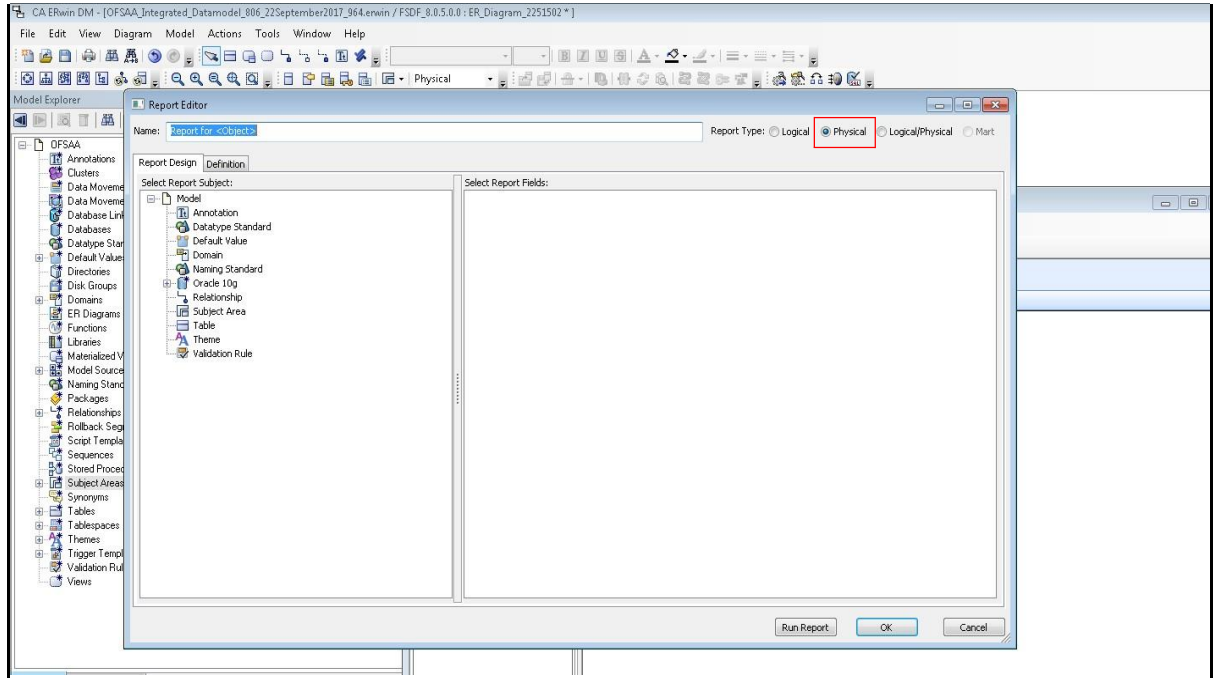 CA ERwin DM - [OFSAA_Integrated_Datamodel_806_22September2017_964.erwin / FSDF_8.0.5.0.0 : ER_Diagram_2251502 * ]
File Edit View Diagram Model Actions Tools Window Help
Physical
Model Explorer
OFSAA
Annotations
Clusters
Data Moveme
Data Moveme
Database Link
Databases
Datatype Stan
Default Values
Directories
Disk Groups
Domains
ER Diagrams
Functions
Libraries
Materialized V
Model Source
Naming Stand
Packages
Relationships
Rollback Seg
Script Templa
Sequences
Stored Proced
Subject Areas
Synonyms
Tables
Tablespaces
Themes
Trigger Templ
Validation Rul
Views
Report Editor
Name: Report for <Object>
Report Type: Logical Physical Logical/Physical Mart
Report Design Definition
Select Report Subject:
Model
Annotation
Datatype Standard
Default Value
Domain
Naming Standard
Oracle 10g
Relationship
Subject Area
Table
Theme
Validation Rule
Select Report Fields:
Run Report OK Cancel